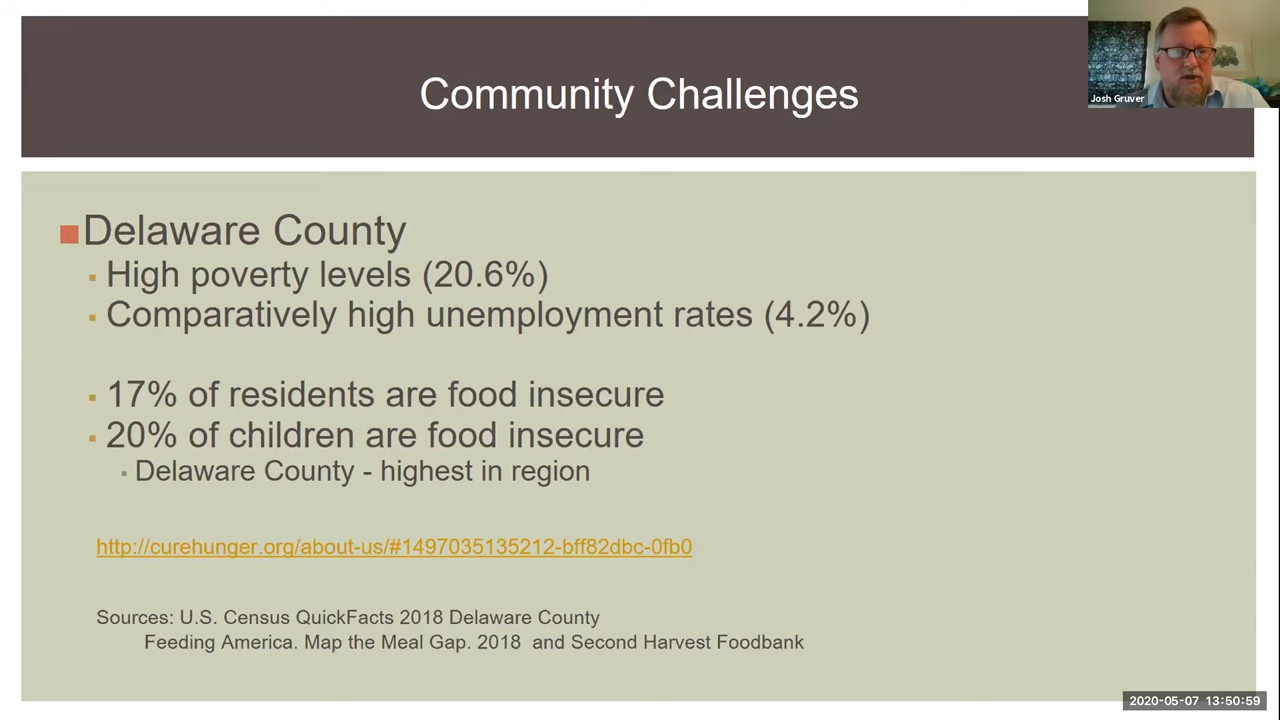 Community Challenges
Josh Gruver
Delaware County
High poverty levels (20.6%)
Comparatively high unemployment rates (4.2%)
17% of residents are food insecure
20% of children are food insecure
Delaware County - highest in region
http://curehunger.org/about-us/#1497035135212-bff82dbc-0fb0
Sources: U.S. Census QuickFacts 2018 Delaware County
Feeding America. Map the Meal Gap. 2018  and Second Harvest Foodbank
2020-05-07 13:50:59